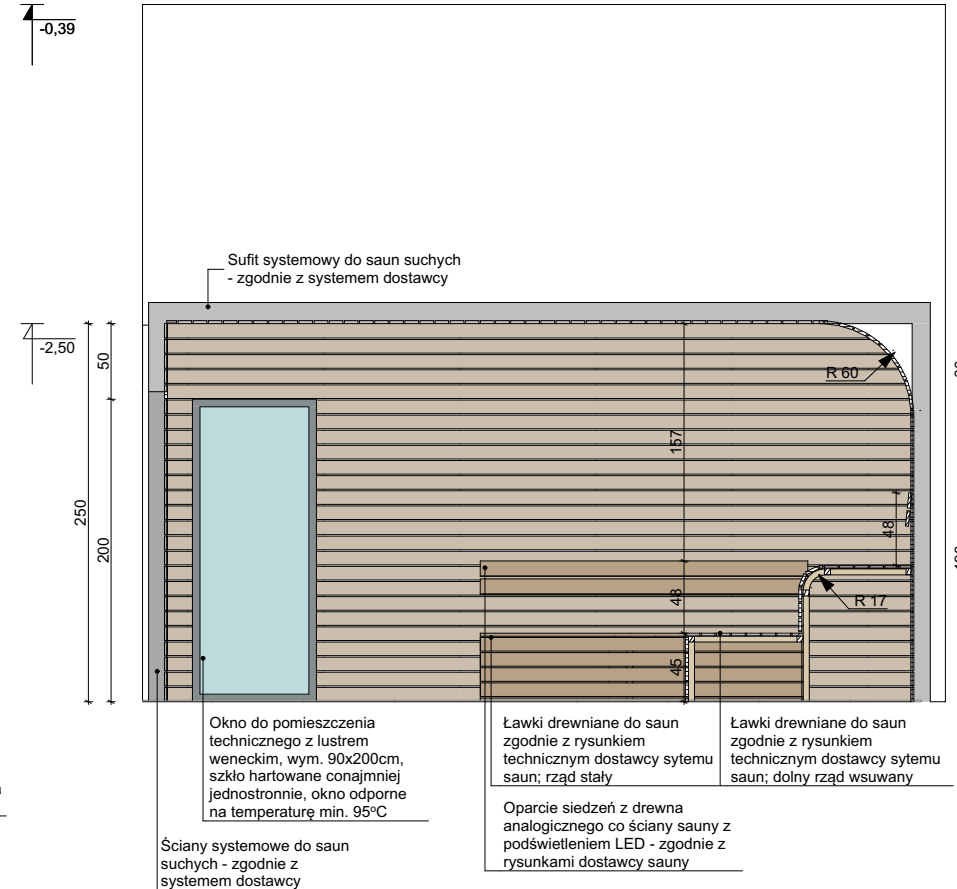 -0,39
Sufit systemowy do saun suchych
- zgodnie z systemem dostawcy
-2,50
50
R 60
157
250
200
48
48
R 17
45
Okno do pomieszczenia
technicznego z lustrem
weneckim, wym. 90x200cm,
szkło hartowane conajmniej
jednostronnie, okno odporne
na temperaturę min. 95ºC
Ławki drewniane do saun
zgodnie z rysunkiem
technicznym dostawcy sytemu
saun; rząd stały
Ławki drewniane do saun
zgodnie z rysunkiem
technicznym dostawcy sytemu
saun; dolny rząd wsuwany
Oparcie siedzeń z drewna
analogicznego co ściany sauny z
podświetleniem LED - zgodnie z
rysunkami dostawcy sauny
Ściany systemowe do saun
suchych - zgodnie z
systemem dostawcy